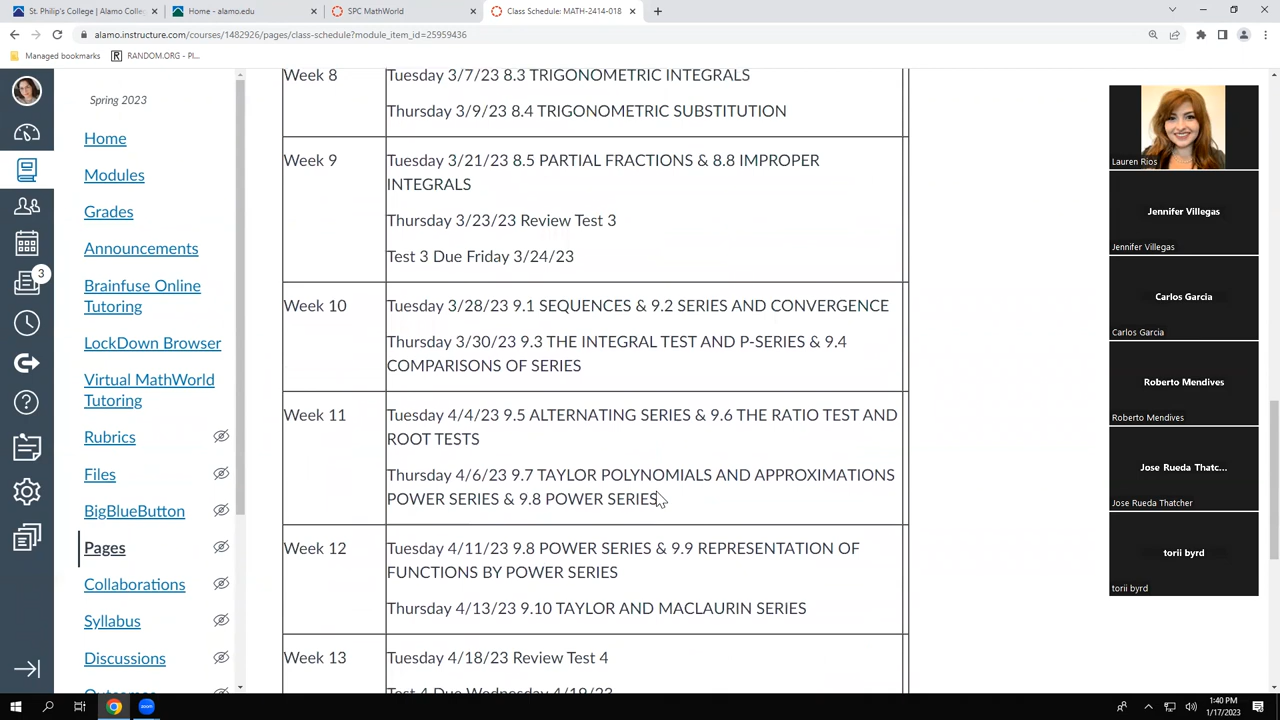 St. Philip's College | Alamo Colle
Home - alamo.edu
SPC MathWorld
Class Schedule: MATH-2414-018
alamo.instructure.com/courses/1482926/pages/class-schedule?module_item_id=25959436
Managed bookmarks
RANDOM.ORG - Pl...
Spring 2023
Home
Modules
Grades
Announcements
Brainfuse Online
Tutoring
LockDown Browser
Virtual MathWorld
Tutoring
Rubrics
Files
BigBlueButton
Pages
Collaborations
Syllabus
Discussions
Outcomes
3
Week 8
Tuesday 3/7/23 8.3 TRIGONOMETRIC INTEGRALS
Thursday 3/9/23 8.4 TRIGONOMETRIC SUBSTITUTION
Week 9
Tuesday 3/21/23 8.5 PARTIAL FRACTIONS & 8.8 IMPROPER
INTEGRALS
Thursday 3/23/23 Review Test 3
Test 3 Due Friday 3/24/23
Week 10
Tuesday 3/28/23 9.1 SEQUENCES & 9.2 SERIES AND CONVERGENCE
Thursday 3/30/23 9.3 THE INTEGRAL TEST AND P-SERIES & 9.4
COMPARISONS OF SERIES
Week 11
Tuesday 4/4/23 9.5 ALTERNATING SERIES & 9.6 THE RATIO TEST AND
ROOT TESTS
Thursday 4/6/23 9.7 TAYLOR POLYNOMIALS AND APPROXIMATIONS
POWER SERIES & 9.8 POWER SERIES
Week 12
Tuesday 4/11/23 9.8 POWER SERIES & 9.9 REPRESENTATION OF
FUNCTIONS BY POWER SERIES
Thursday 4/13/23 9.10 TAYLOR AND MACLAURIN SERIES
Week 13
Tuesday 4/18/23 Review Test 4
Test 4 Due Wednesday 4/19/23
Lauren Rios
Jennifer Villegas
Jennifer Villegas
Carlos Garcia
Carlos Garcia
Roberto Mendives
Roberto Mendives
Jose Rueda Thatc...
Jose Rueda Thatcher
torii byrd
torii byrd
zoom
1:40 PM
1/17/2023